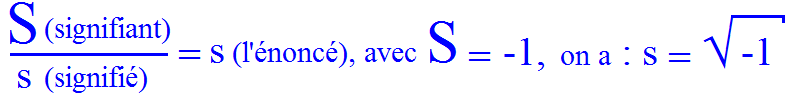 S (signifiant) / s (signifié) = s (l'énoncé), avec S = -1, on a : s = √-1